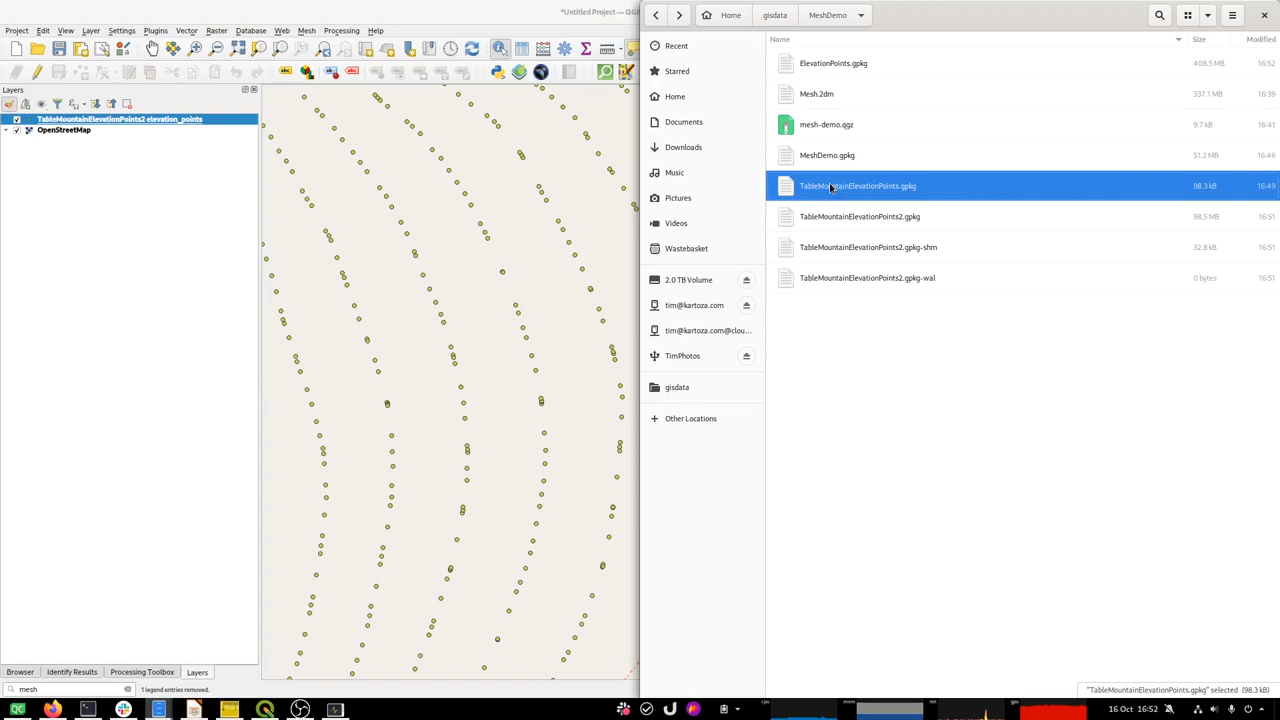 *Untitled Project — QGI
Project Edit View Layer Settings Plugins Vector Raster Database Web Mesh Processing Help
Layers
TableMountainElevationPoints2 elevation_points
OpenStreetMap
Browser Identify Results Processing Toolbox Layers
mesh 1 legend entries removed.
Home gisdata MeshDemo
Name Size Modified
Recent
Starred
Home
Documents
Downloads
Music
Pictures
Videos
Wastebasket
2.0 TB Volume
tim@kartoza.com
tim@kartoza.com@clou...
TimPhotos
gisdata
Other Locations
ElevationPoints.gpkg 408.5 MB 16:52
Mesh.2dm 337.1 MB 16:39
mesh-demo.qgz 9.7 kB 16:41
MeshDemo.gpkg 51.2 MB 16:46
TableMountainElevationPoints.gpkg 98.3 kB 16:49
TableMountainElevationPoints2.gpkg 98.5 MB 16:51
TableMountainElevationPoints2.gpkg-shm 32.8 kB 16:51
TableMountainElevationPoints2.gpkg-wal 0 bytes 16:51
"TableMountainElevationPoints.gpkg" selected (98.3 kB)
16 Oct 16:52